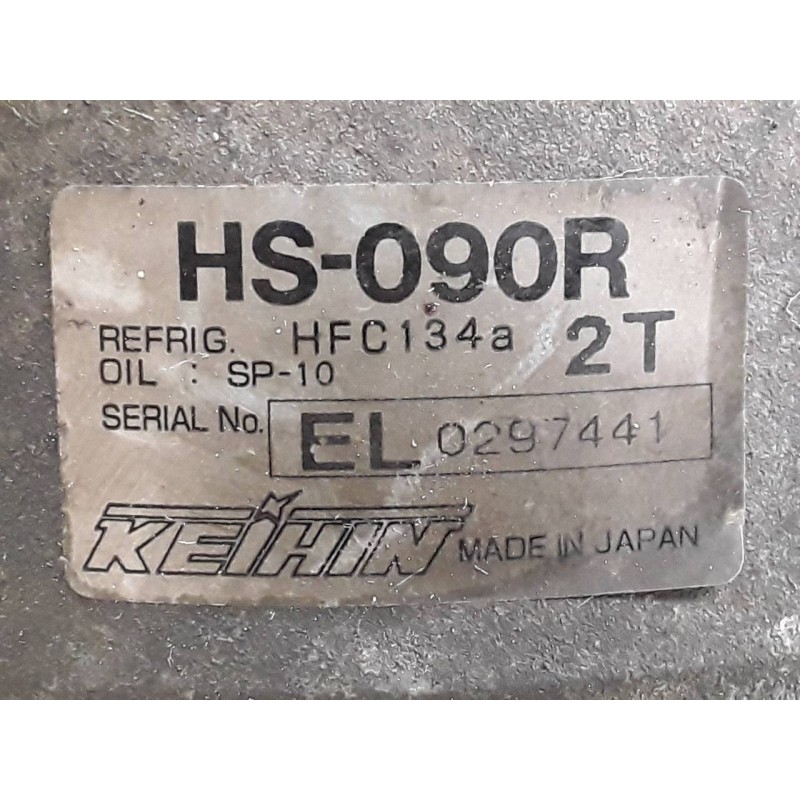 HS-090R
REFRIG. HFC134a 2T
OIL : SP-10
SERIAL No. EL 0297441
KEIHIN MADE IN JAPAN